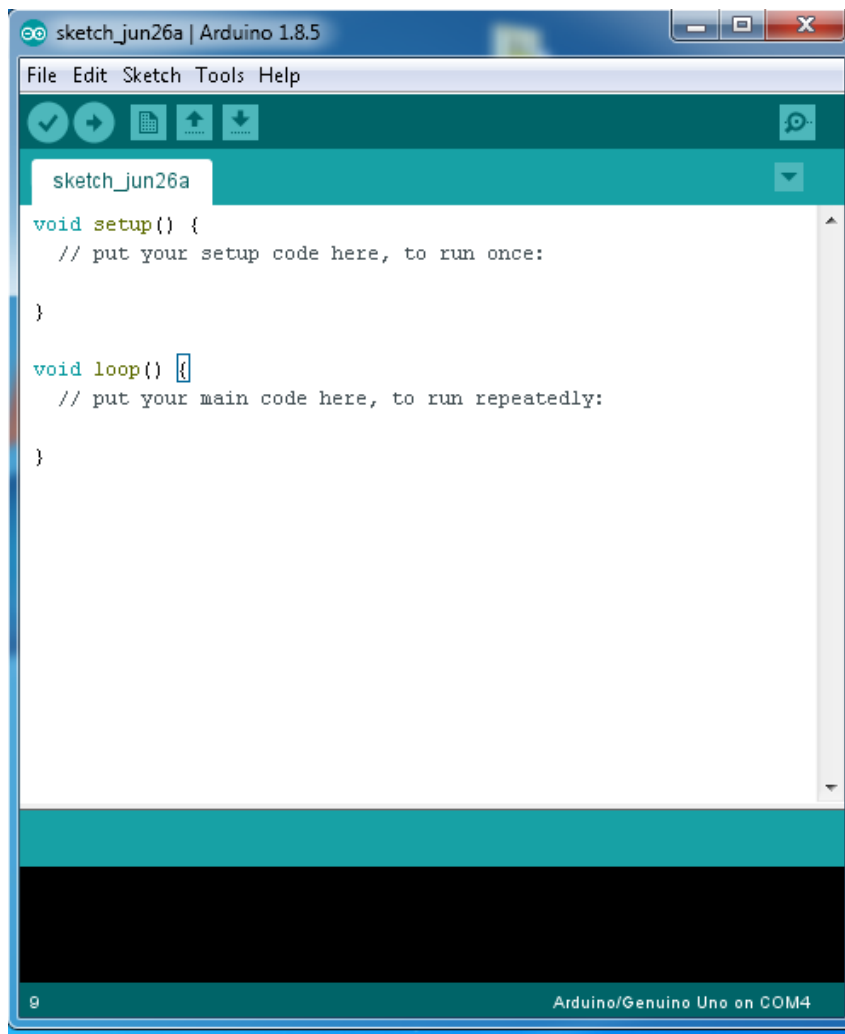 sketch_jun26a | Arduino 1.8.5
File Edit Sketch Tools Help
sketch_jun26a
void setup() {
  // put your setup code here, to run once:
}
void loop() {
  // put your main code here, to run repeatedly:
}
9 Arduino/Genuino Uno on COM4